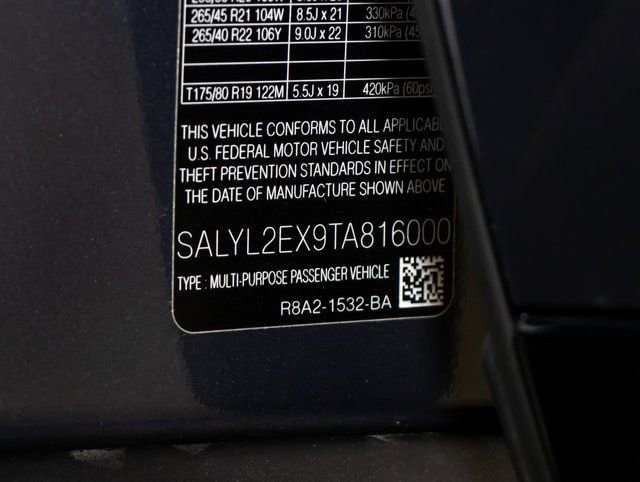 265/45 R21 104W 8.5J x 21 330kPa
265/40 R22 106Y 9.0J x 22 310kPa
T175/80 R19 122M 5.5J x 19 420kPa (60psi
THIS VEHICLE CONFORMS TO ALL APPLICAB
U.S. FEDERAL MOTOR VEHICLE SAFETY AND
THEFT PREVENTION STANDARDS IN EFFECT ON
THE DATE OF MANUFACTURE SHOWN ABOVE
SALYL2EX9TA816000
TYPE : MULTI-PURPOSE PASSENGER VEHICLE
R8A2-1532-BA